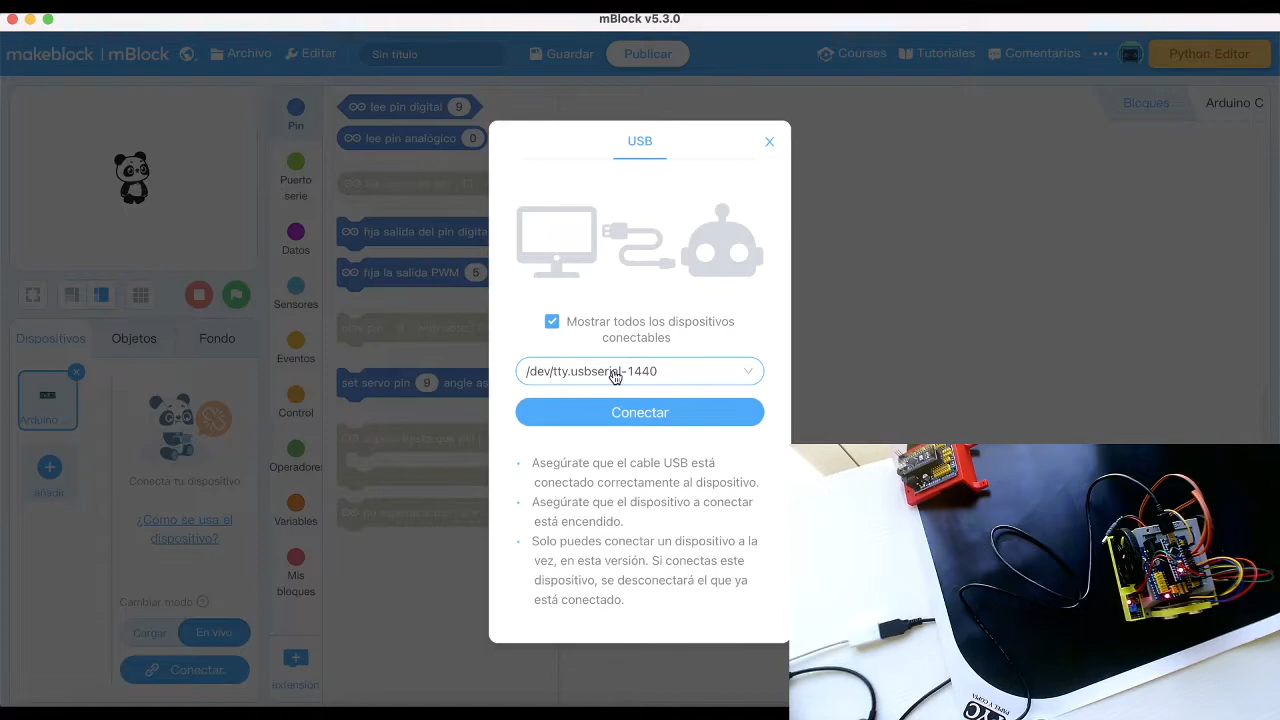 mBlock v5.3.0
makeblock | mBlock
Archivo
Editar
Sin título
Guardar
Publicar
Courses
Tutoriales
Comentarios
Python Editor
Pin
Puerto
serie
Datos
Sensores
Eventos
Control
Operadore
Variables
Mis
bloques
extensión
lee pin digital 9
lee pin analógico 0
fija salida del pin digita
fija la salida PWM 5
set servo pin 9 angle as
Bloques
Arduino C
USB
Mostrar todos los dispositivos
conectables
/dev/tty.usbserial-1440
Conectar
Asegúrate que el cable USB está
conectado correctamente al dispositivo.
Asegúrate que el dispositivo a conectar
está encendido.
Solo puedes conectar un dispositivo a la
vez, en esta versión. Si conectas este
dispositivo, se desconectará el que ya
está conectado.
Dispositivos
Objetos
Fondo
Arduino
añadir
Conecta tu dispositivo
¿Cómo se usa el
dispositivo?
Cambiar modo
Cargar
En vivo
Conectar
PAPEL Y COPIA